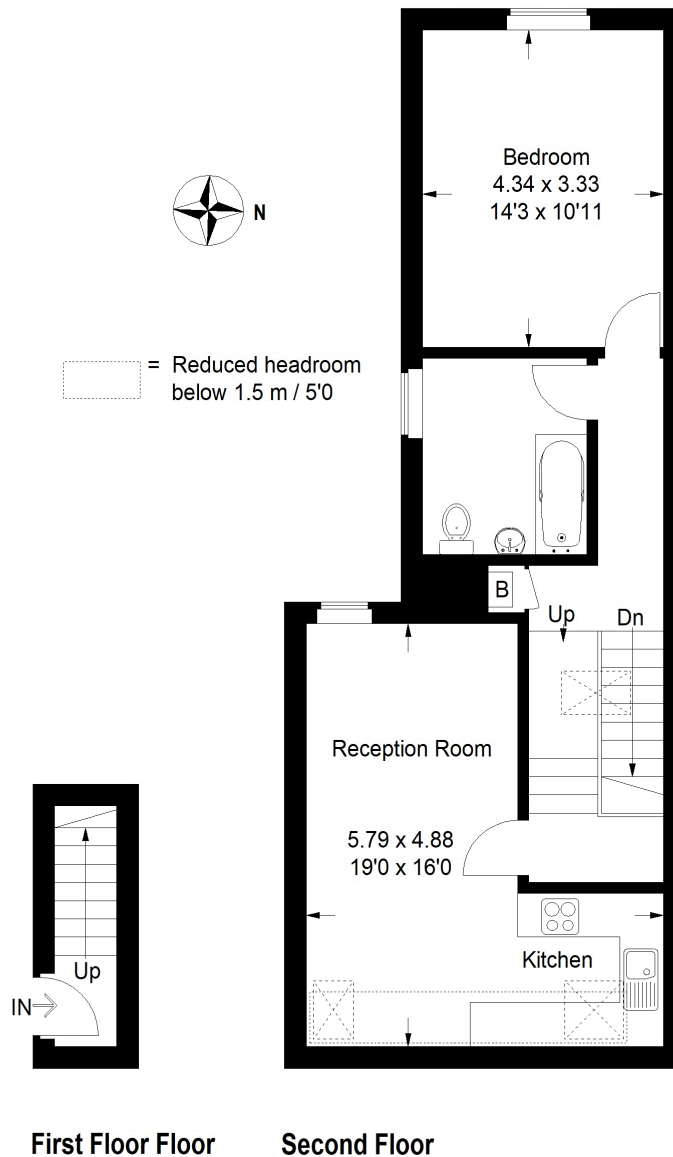 Bedroom
4.34 x 3.33
14'3 x 10'11
N
= Reduced headroom
below 1.5 m / 5'0
B
Up
Dn
Reception Room
5.79 x 4.88
19'0 x 16'0
Kitchen
Up
IN
First Floor Floor
Second Floor